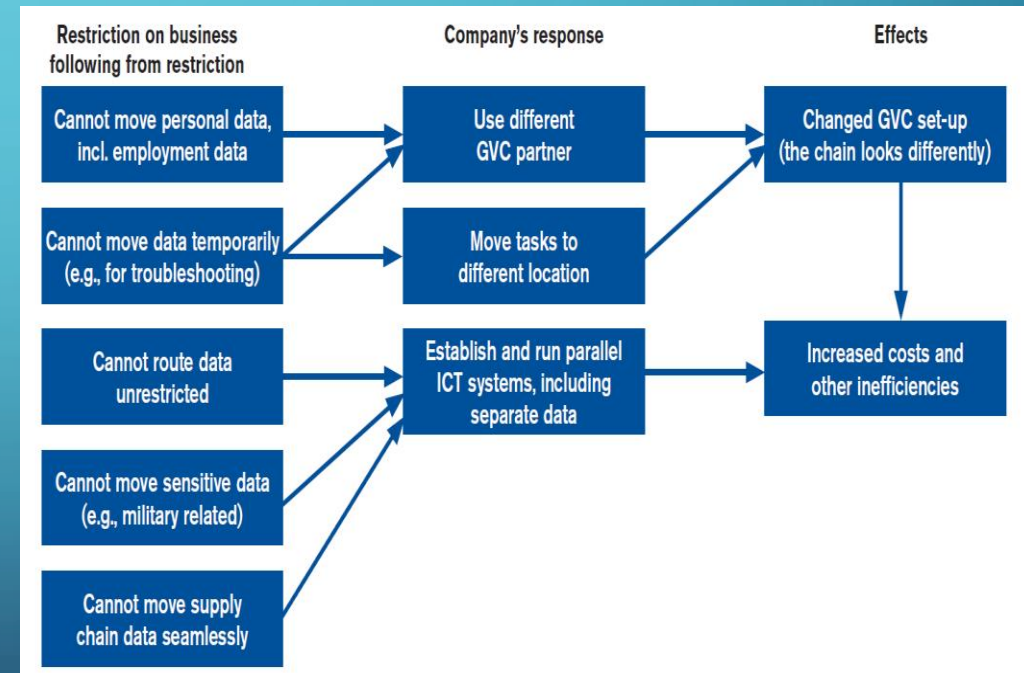 Restriction on business
following from restriction
Company's response
Effects
Cannot move personal data,
incl. employment data
Use different
GVC partner
Changed GVC set-up
(the chain looks differently)
Cannot move data temporarily
(e.g., for troubleshooting)
Move tasks to
different location
Cannot route data
unrestricted
Establish and run parallel
ICT systems, including
separate data
Increased costs and
other inefficiencies
Cannot move sensitive data
(e.g., military related)
Cannot move supply
chain data seamlessly